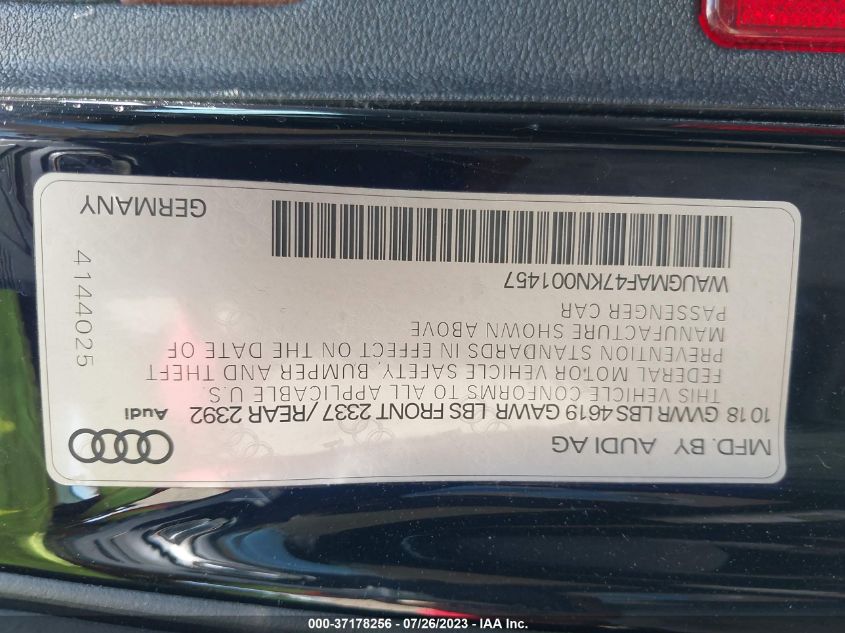 MFD. BY AUDI AG
10 18 GVWR LBS 4619 GAWR LBS FRONT 2337 / REAR 2392
Audi
THIS VEHICLE CONFORMS TO ALL APPLICABLE U.S.
FEDERAL MOTOR VEHICLE SAFETY, BUMPER AND THEFT
PREVENTION STANDARDS IN EFFECT ON THE DATE OF
MANUFACTURE SHOWN ABOVE
PASSENGER CAR
WAUGMAF47KN001457
4144025
GERMANY
000-37178256 - 07/26/2023 - IAA Inc.